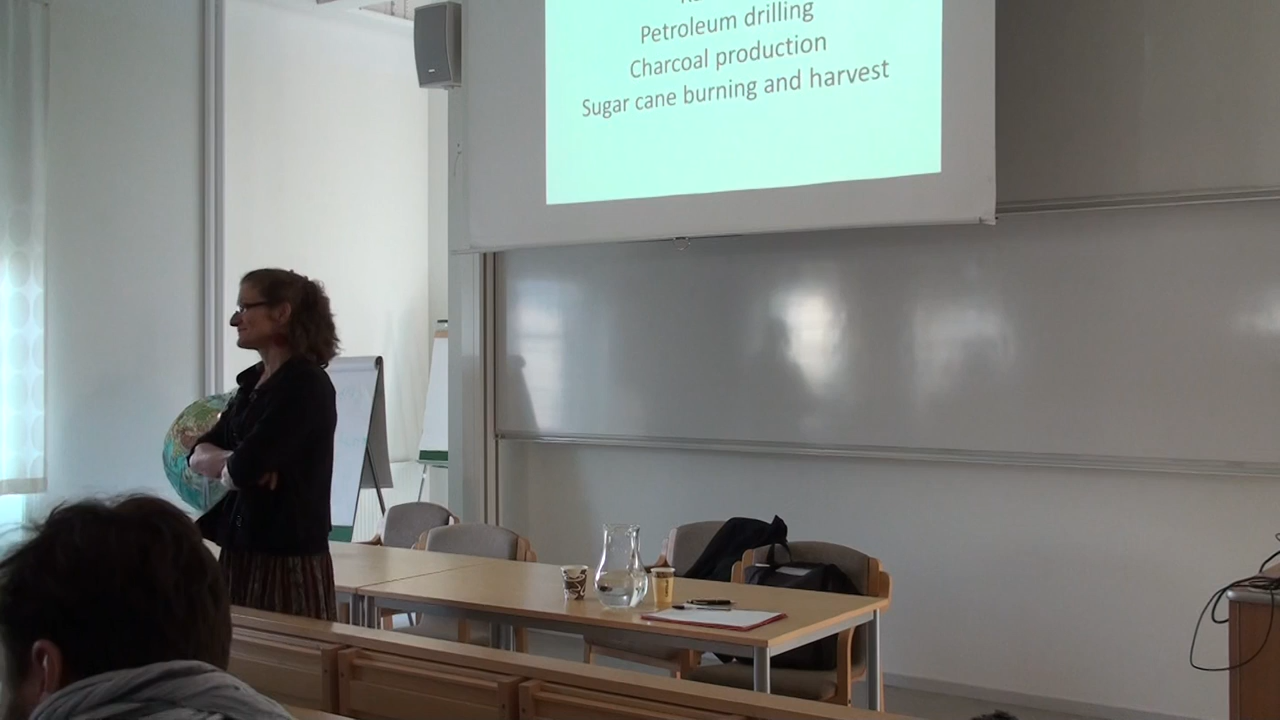 Petroleum drilling
Charcoal production
Sugar cane burning and harvest